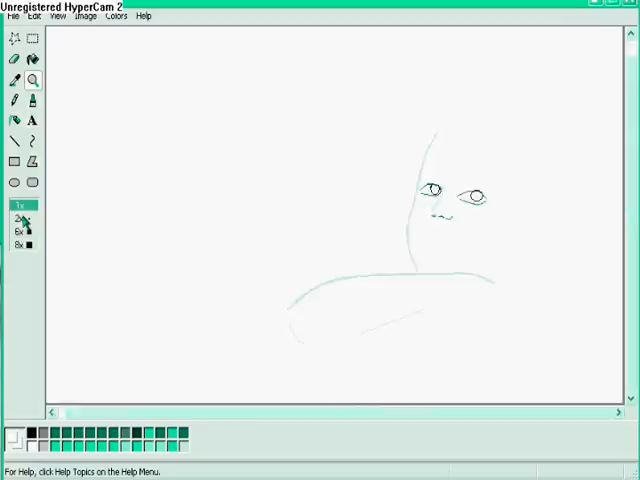 Unregistered HyperCam 2
File Edit View Image Colors Help
A
1x
2x
6x
8x
For Help, click Help Topics on the Help Menu.